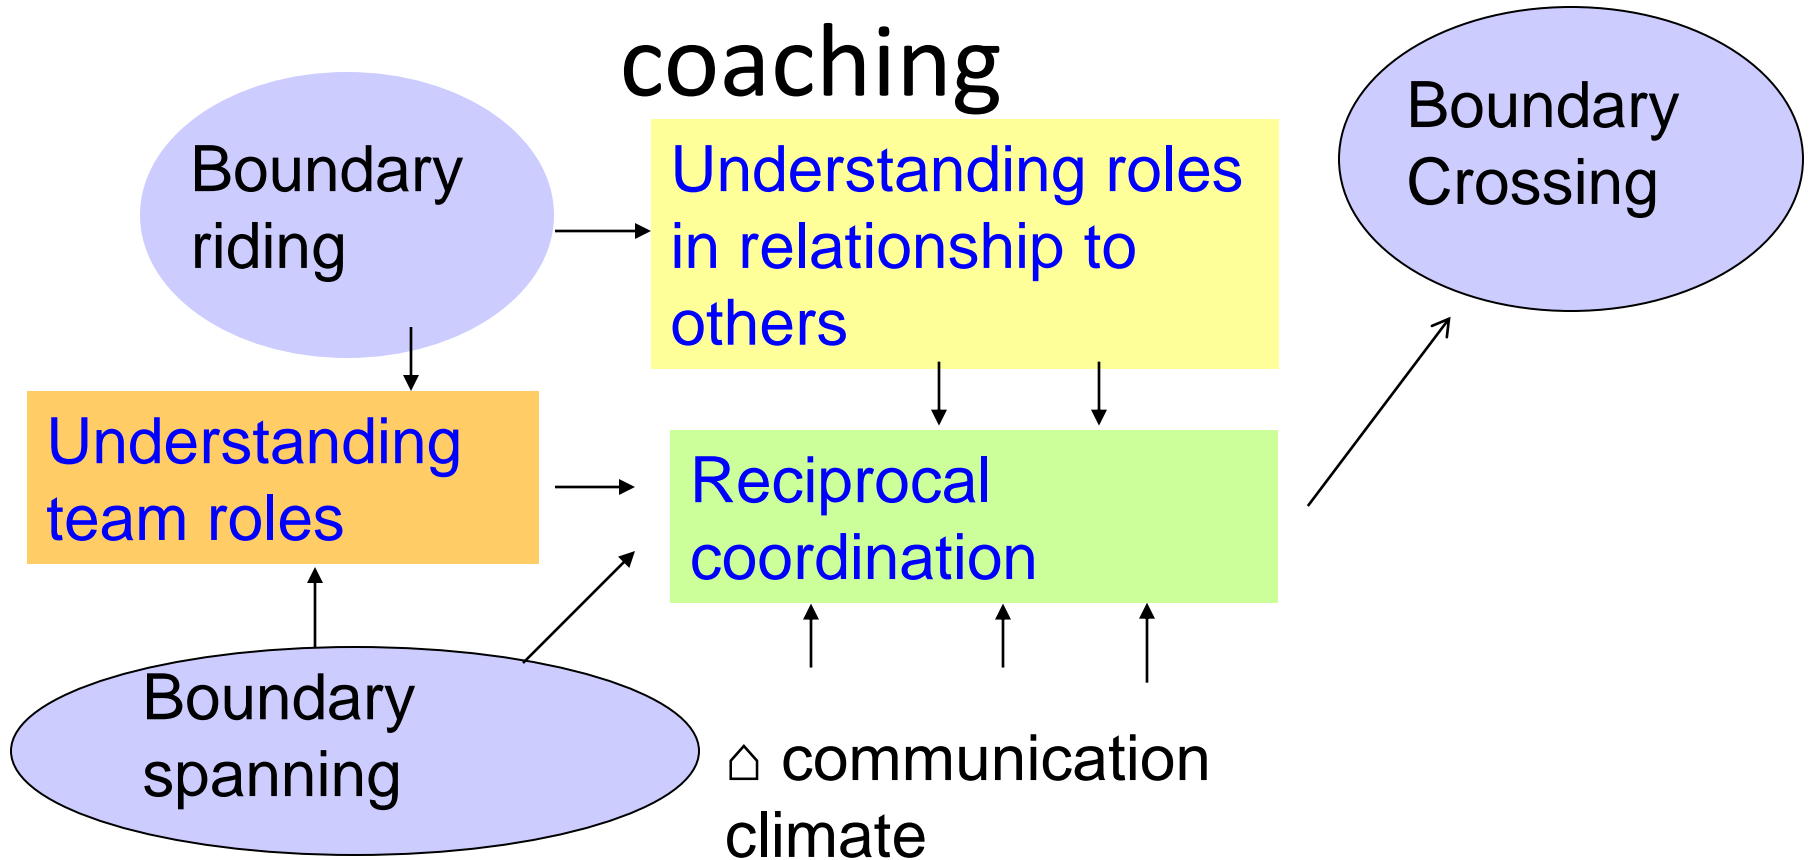 coaching
Boundary
riding
Understanding roles
in relationship to
others
Boundary
Crossing
Understanding
team roles
Reciprocal
coordination
Boundary
spanning
⌂ communication
climate